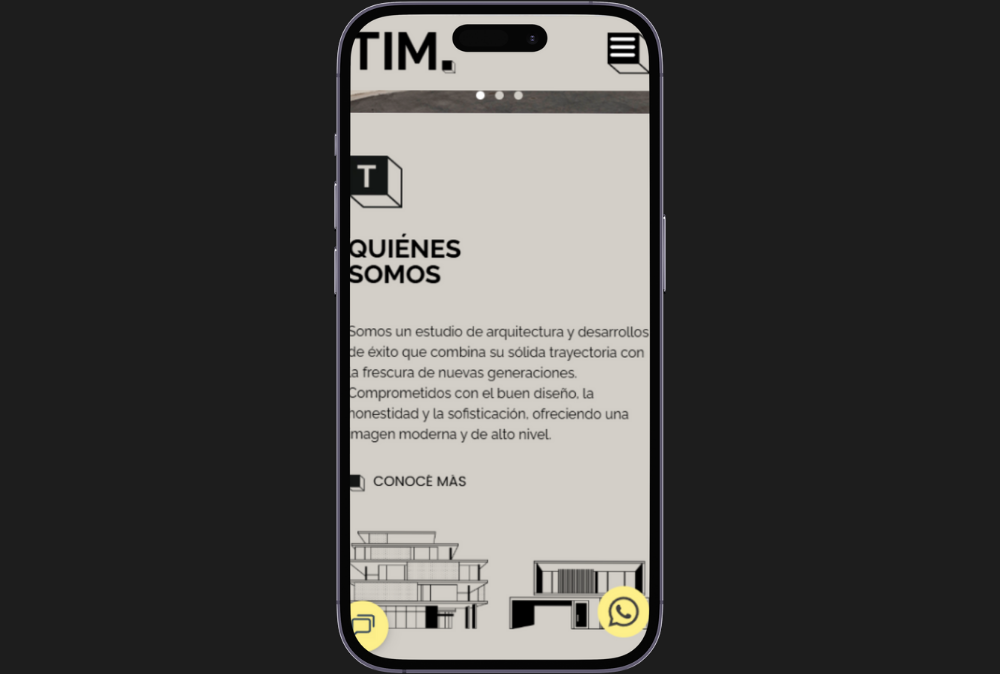 TIM.
T
QUIÉNES
SOMOS
Somos un estudio de arquitectura y desarrollos
de éxito que combina su sólida trayectoria con
la frescura de nuevas generaciones.
Comprometidos con el buen diseño, la
honestidad y la sofisticación, ofreciendo una
imagen moderna y de alto nivel.
CONOCÈ MÀS